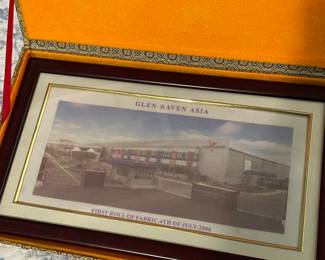 GLEN RAVEN ASIA
FIRST ROLL OF FABRIC, 4TH OF JULY, 2006